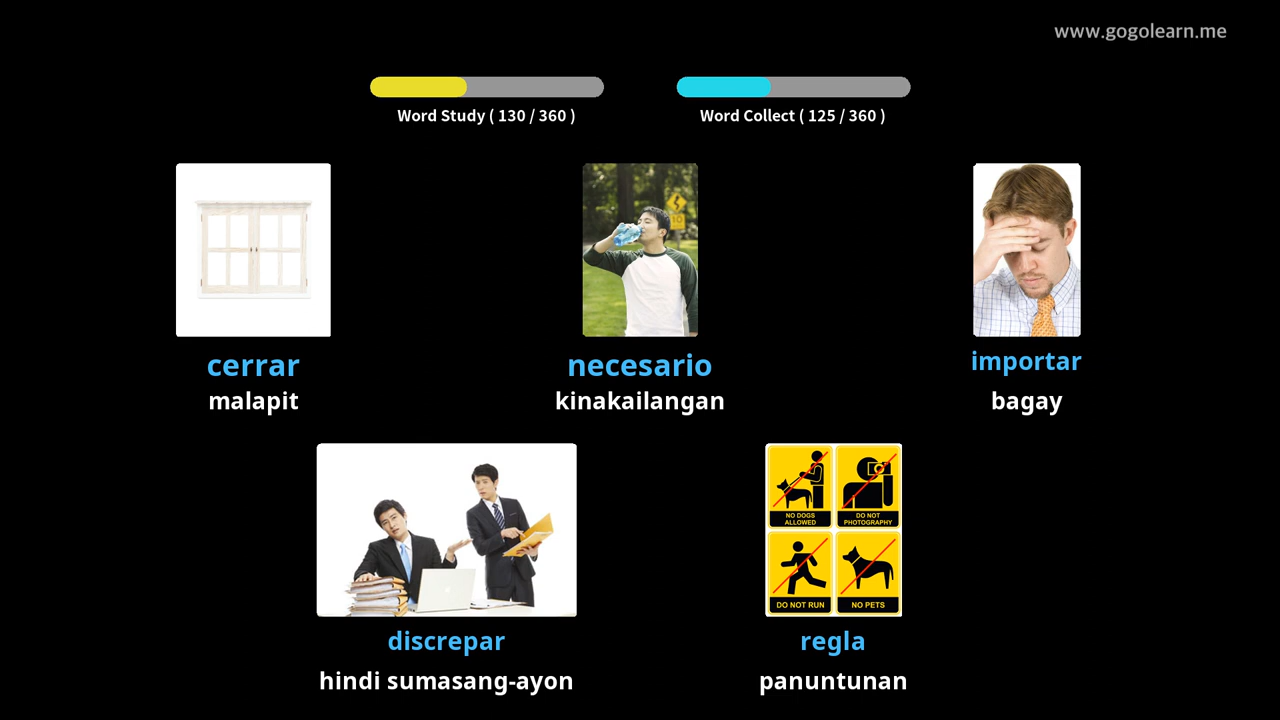 www.gogolearn.me
Word Study ( 130 / 360 )
Word Collect ( 125 / 360 )
cerrar
malapit
necesario
kinakailangan
importar
bagay
10
NO DOGS
ALLOWED
DO NOT
PHOTOGRAPHY
DO NOT RUN
NO PETS
discrepar
hindi sumasang-ayon
regla
panuntunan